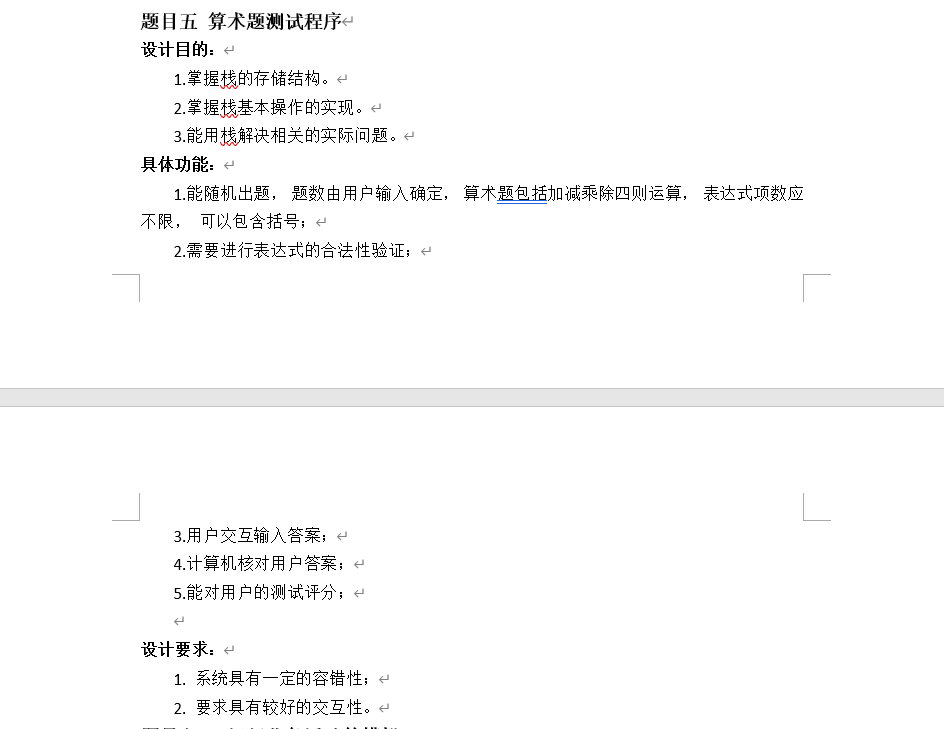 题目五 算术题测试程序
设计目的：
1.掌握栈的存储结构。
2.掌握栈基本操作的实现。
3.能用栈解决相关的实际问题。
具体功能：
1.能随机出题， 题数由用户输入确定， 算术题包括加减乘除四则运算， 表达式项数应
不限， 可以包含括号；
2.需要进行表达式的合法性验证；
3.用户交互输入答案；
4.计算机核对用户答案；
5.能对用户的测试评分；
设计要求：
1. 系统具有一定的容错性；
2. 要求具有较好的交互性。